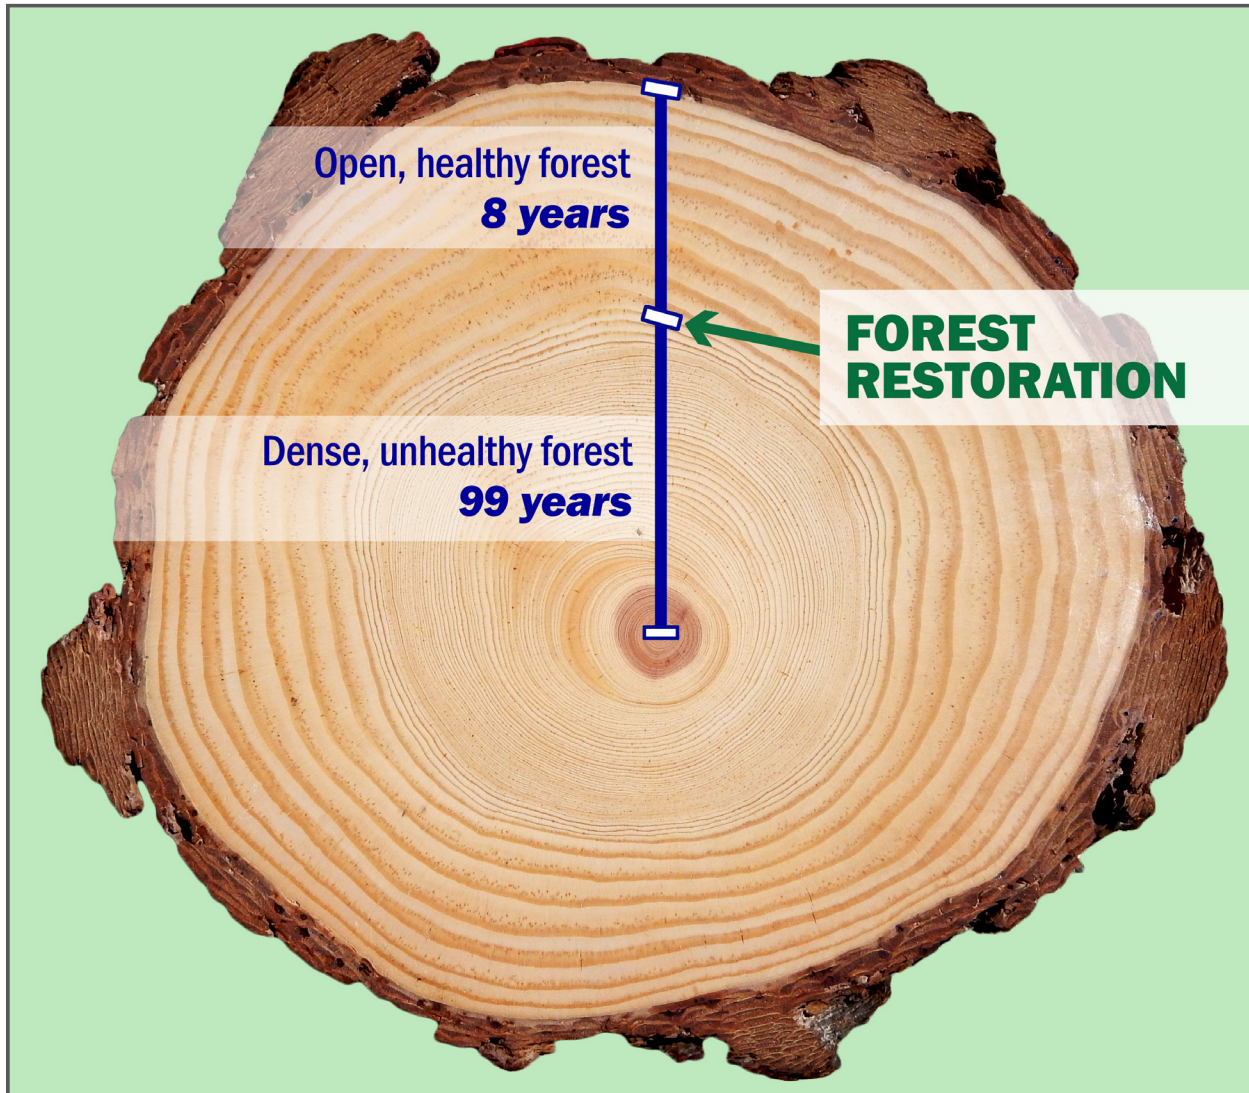 Open, healthy forest
8 years
FOREST
RESTORATION
Dense, unhealthy forest
99 years